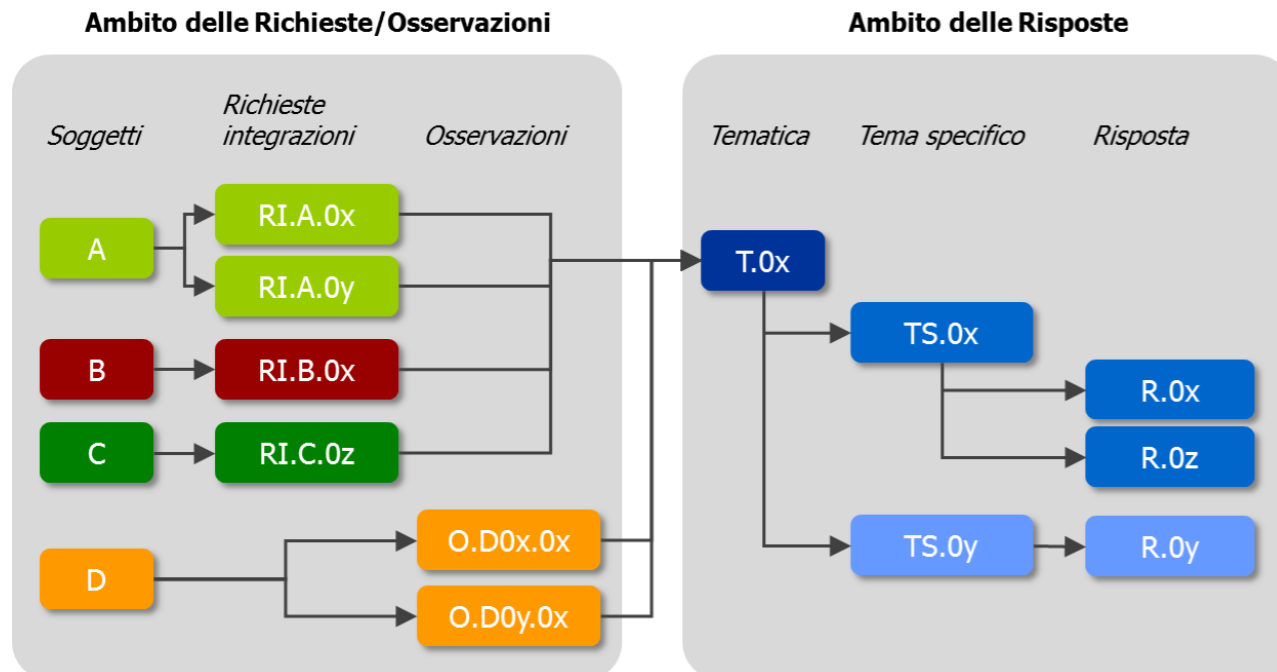 Ambito delle Richieste/Osservazioni
Soggetti
Richieste
integrazioni
Osservazioni
A
RI.A.0x
RI.A.0y
B
RI.B.0x
C
RI.C.0z
D
O.D0x.0x
O.D0y.0x
Ambito delle Risposte
Tematica
Tema specifico
Risposta
T.0x
TS.0x
R.0x
R.0z
TS.0y
R.0y